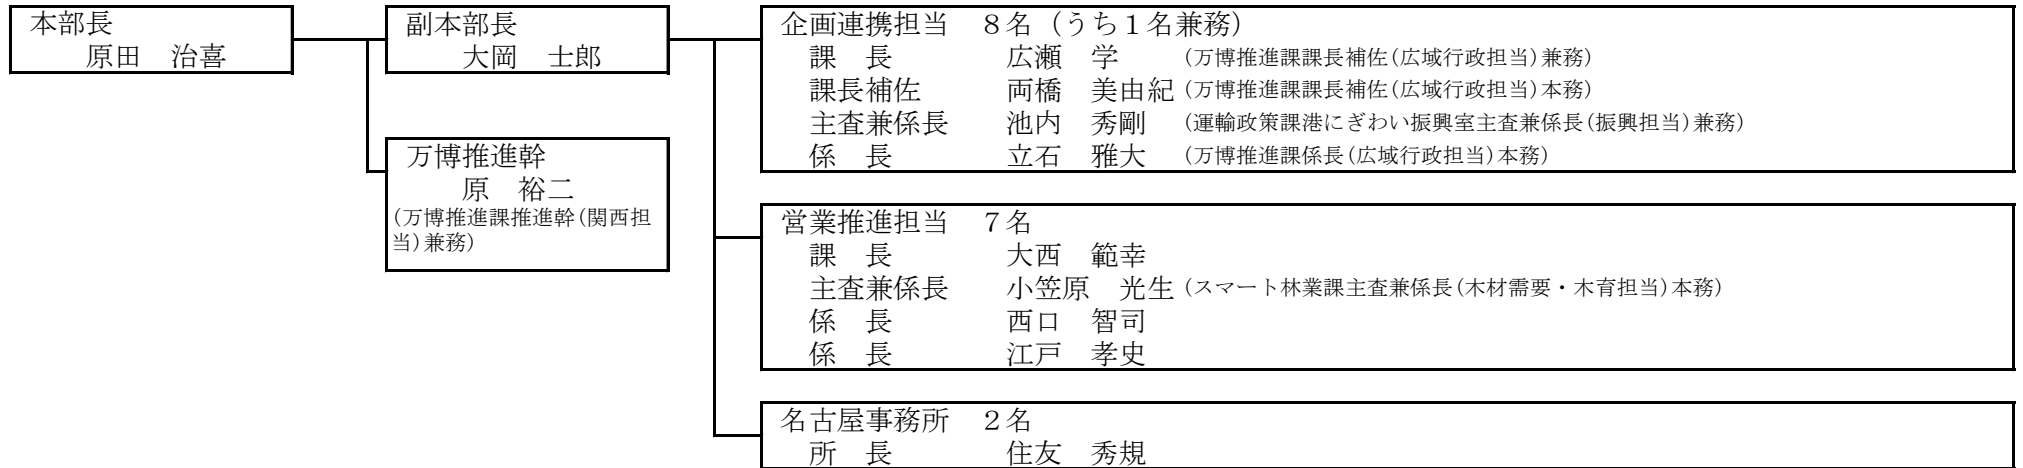 本部長
原田　治喜
副本部長
大岡　士郎
万博推進幹
原　裕二
(万博推進課推進幹(関西担
当)兼務)
企画連携担当　８名（うち１名兼務）
課　長　広瀬　学　(万博推進課課長補佐(広域行政担当)兼務)
課長補佐　両橋　美由紀 (万博推進課課長補佐(広域行政担当)本務)
主査兼係長　池内　秀剛　(運輸政策課港にぎわい振興室主査兼係長(振興担当)兼務)
係　長　立石　雅大　(万博推進課係長(広域行政担当)本務)
営業推進担当　７名
課　長　大西　範幸
主査兼係長　小笠原　光生 (スマート林業課主査兼係長(木材需要・木育担当)本務)
係　長　西口　智司
係　長　江戸　孝史
名古屋事務所　２名
所　長　住友　秀規